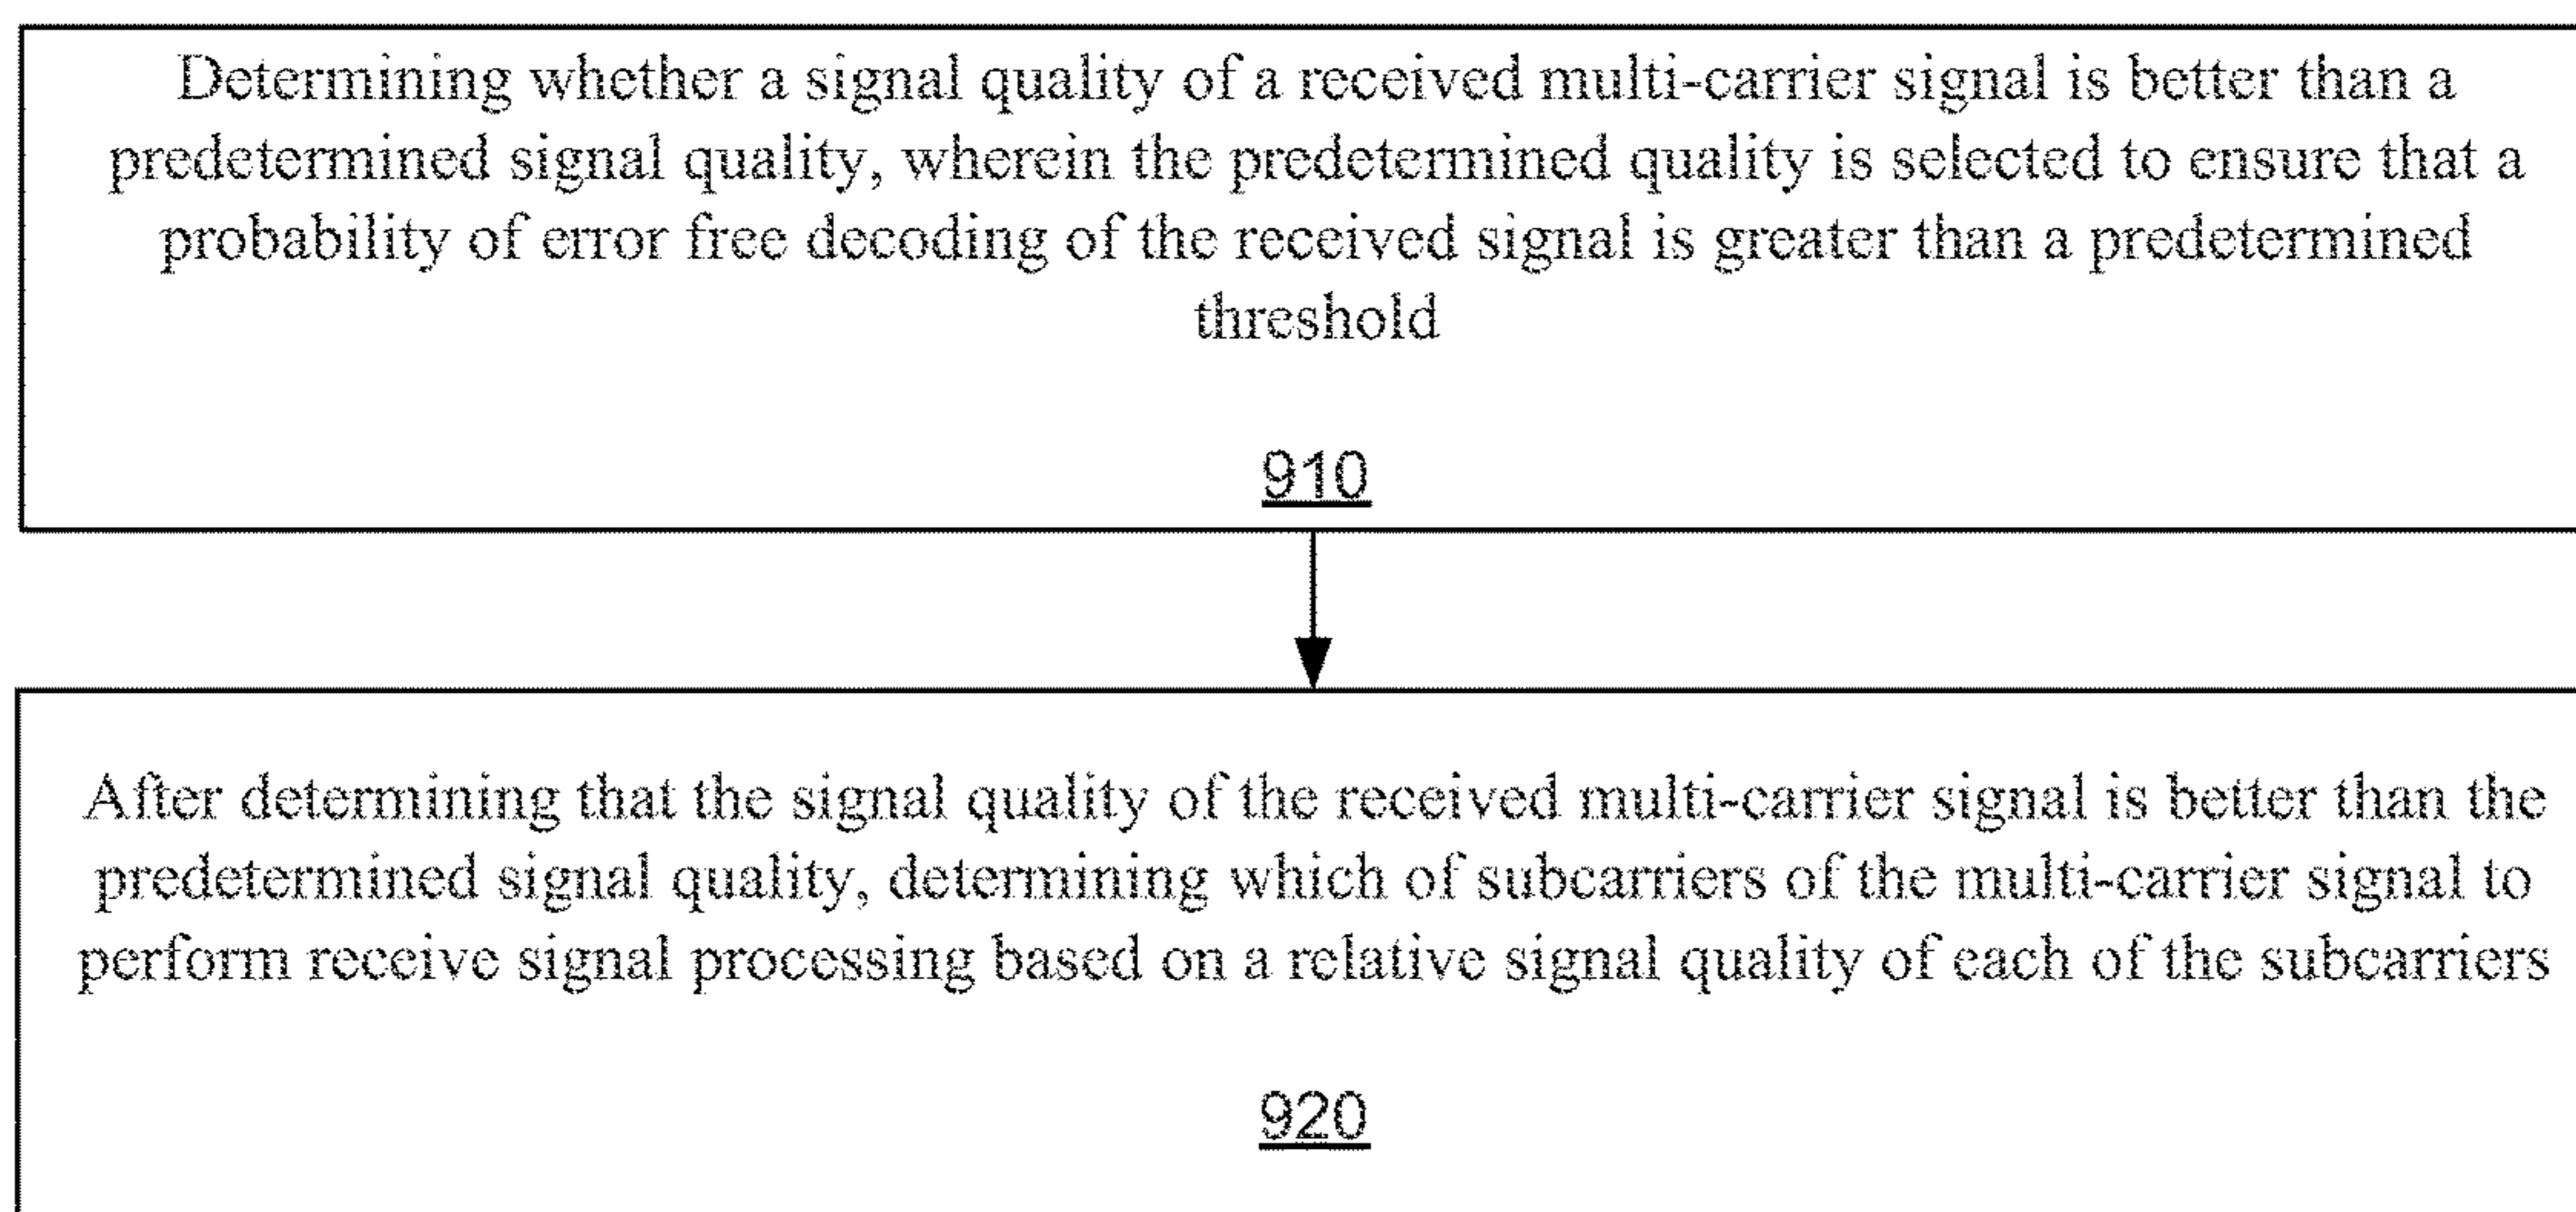 Determining whether a signal quality of a received multi-carrier signal is better than a
predetermined signal quality, wherein the predetermined quality is selected to ensure that a
probability of error free decoding of the received signal is greater than a predetermined
threshold
910
After determining that the signal quality of the received multi-carrier signal is better than the
predetermined signal quality, determining which of subcarriers of the multi-carrier signal to
perform receive signal processing based on a relative signal quality of each of the subcarriers
920